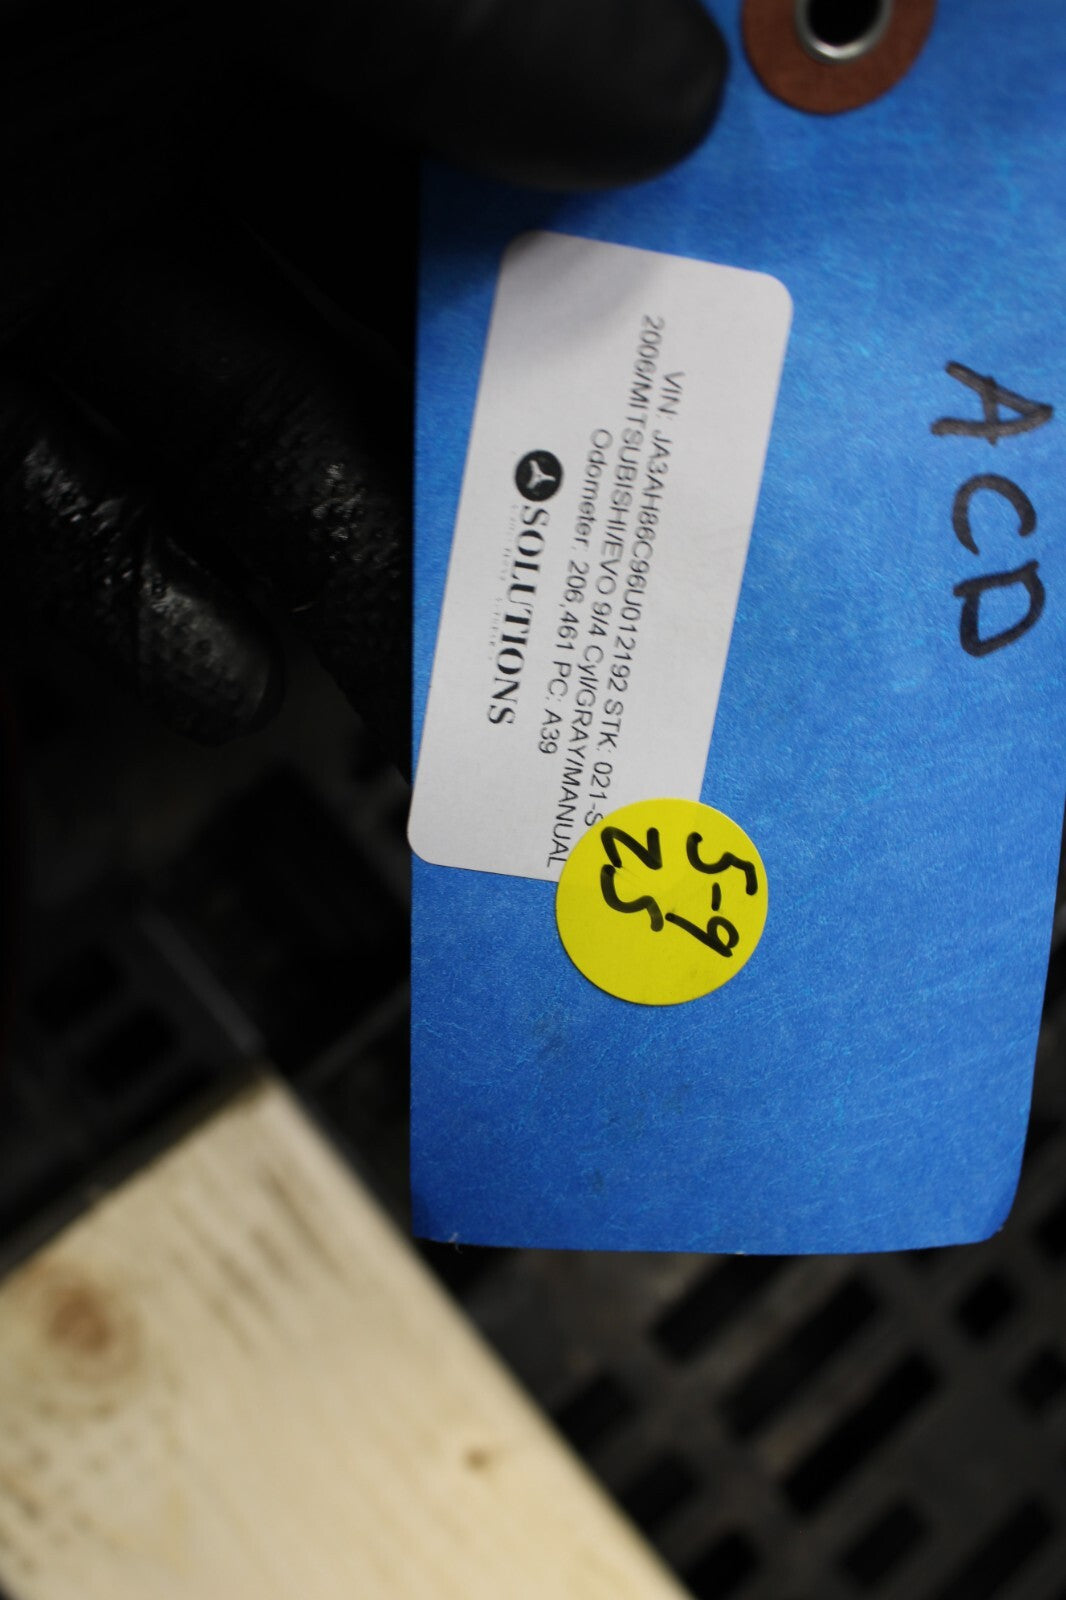 VIN: JA3AH86C96U012192 STK: 021-S
2006/MITSUBISHI/EVO 9/4 Cyl/GRAY/MANUAL
Odometer: 206,461 PC: A39
SOLUTIONS
5-9
25
ACD